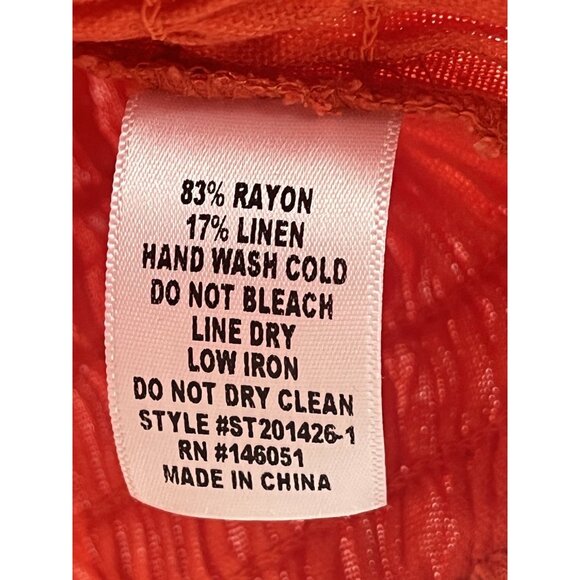 83% RAYON
17% LINEN
HAND WASH COLD
DO NOT BLEACH
LINE DRY
LOW IRON
DO NOT DRY CLEAN
STYLE #ST201426-1
RN #146051
MADE IN CHINA